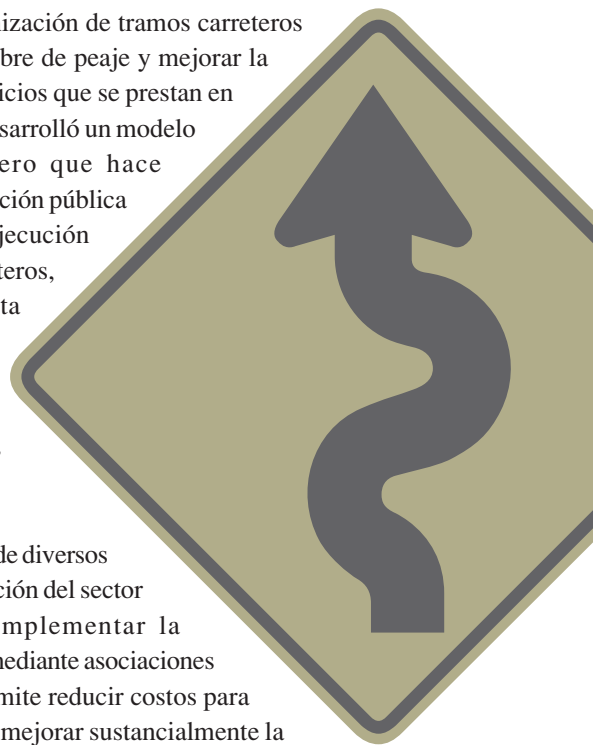 ización de tramos carreteros
bre de peaje y mejorar la
icios que se prestan en
sarrolló un modelo
ero que hace
ción pública
jecución
teros,
ta
de diversos
ción del sector
mplementar la
mediante asociaciones
mite reducir costos para
mejorar sustancialmente la